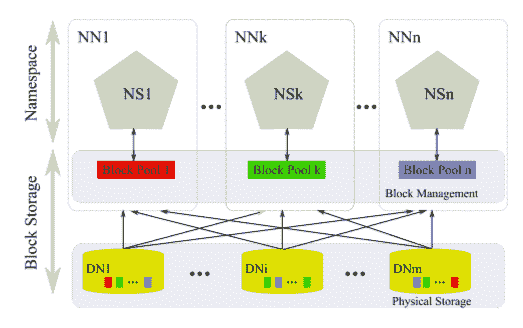 NN1 NNk NNn
Namespace
NS1 NSk NSn
... ...
Block Pool 1 Block Pool k Block Pool n
Block Management
Block Storage
DN1 DNi DNm
... ...
... ... ...
Physical Storage